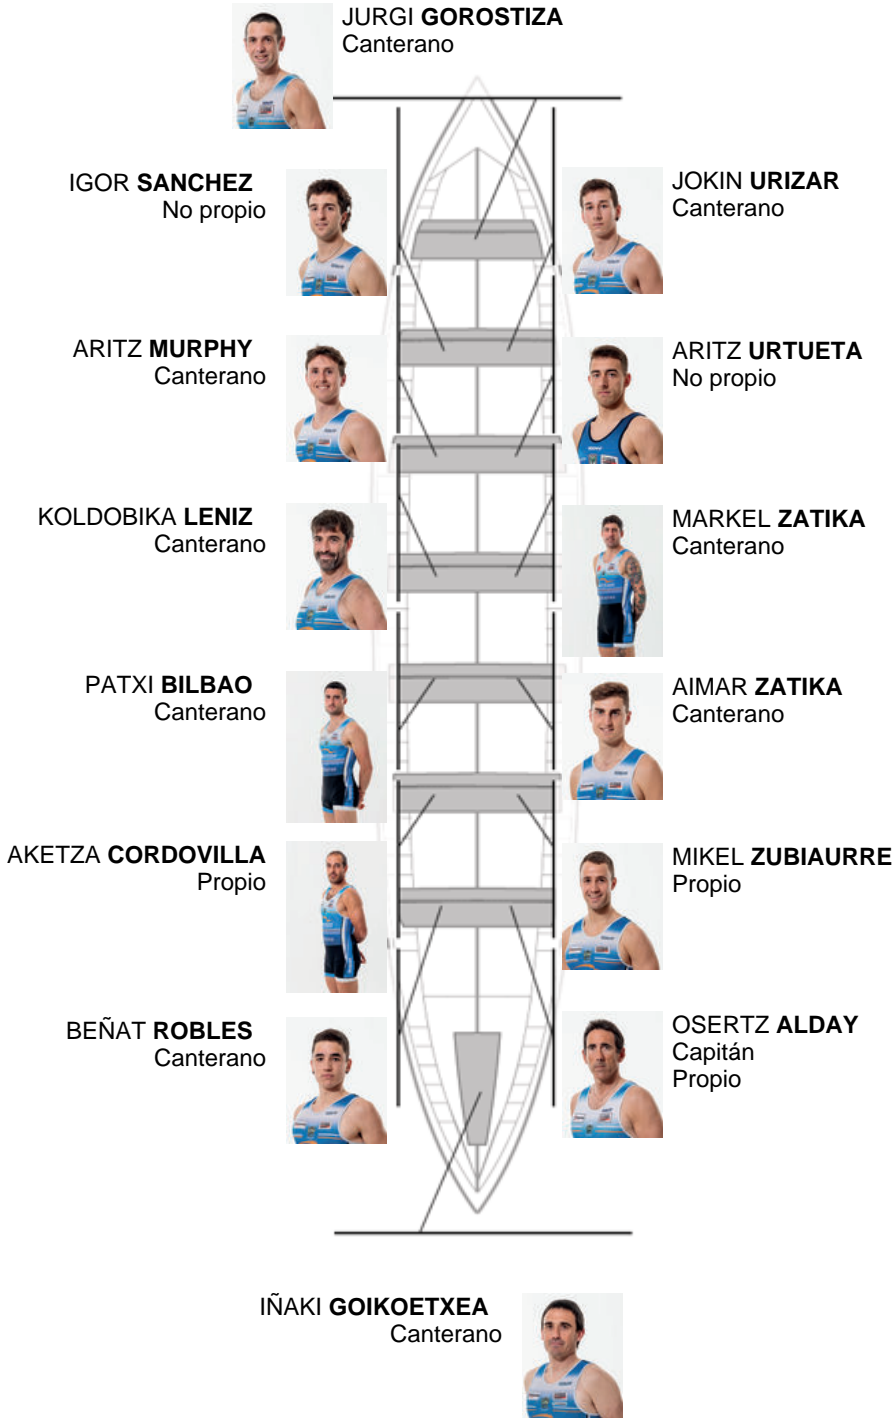 JURGI GOROSTIZA
Canterano
IGOR SANCHEZ
No propio
JOKIN URIZAR
Canterano
ARITZ MURPHY
Canterano
ARITZ URTUETA
No propio
KOLDOBIKA LENIZ
Canterano
MARKEL ZATIKA
Canterano
PATXI BILBAO
Canterano
AIMAR ZATIKA
Canterano
AKETZA CORDOVILLA
Propio
MIKEL ZUBIAURRE
Propio
BEÑAT ROBLES
Canterano
OSERTZ ALDAY
Capitán
Propio
IÑAKI GOIKOETXEA
Canterano